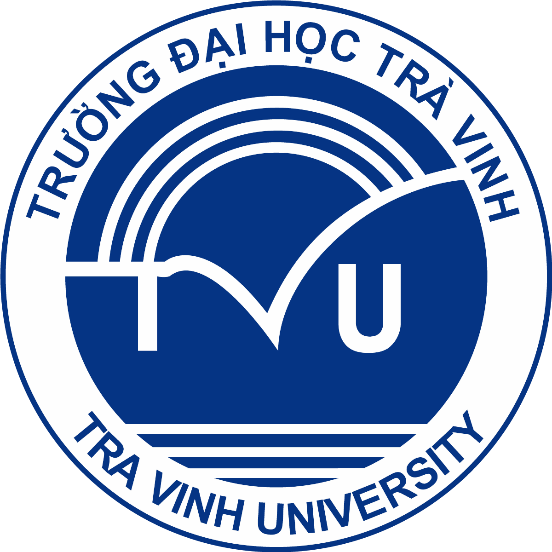 TRƯỜNG ĐẠI HỌC TRÀ VINH
TVU
TRA VINH UNIVERSITY